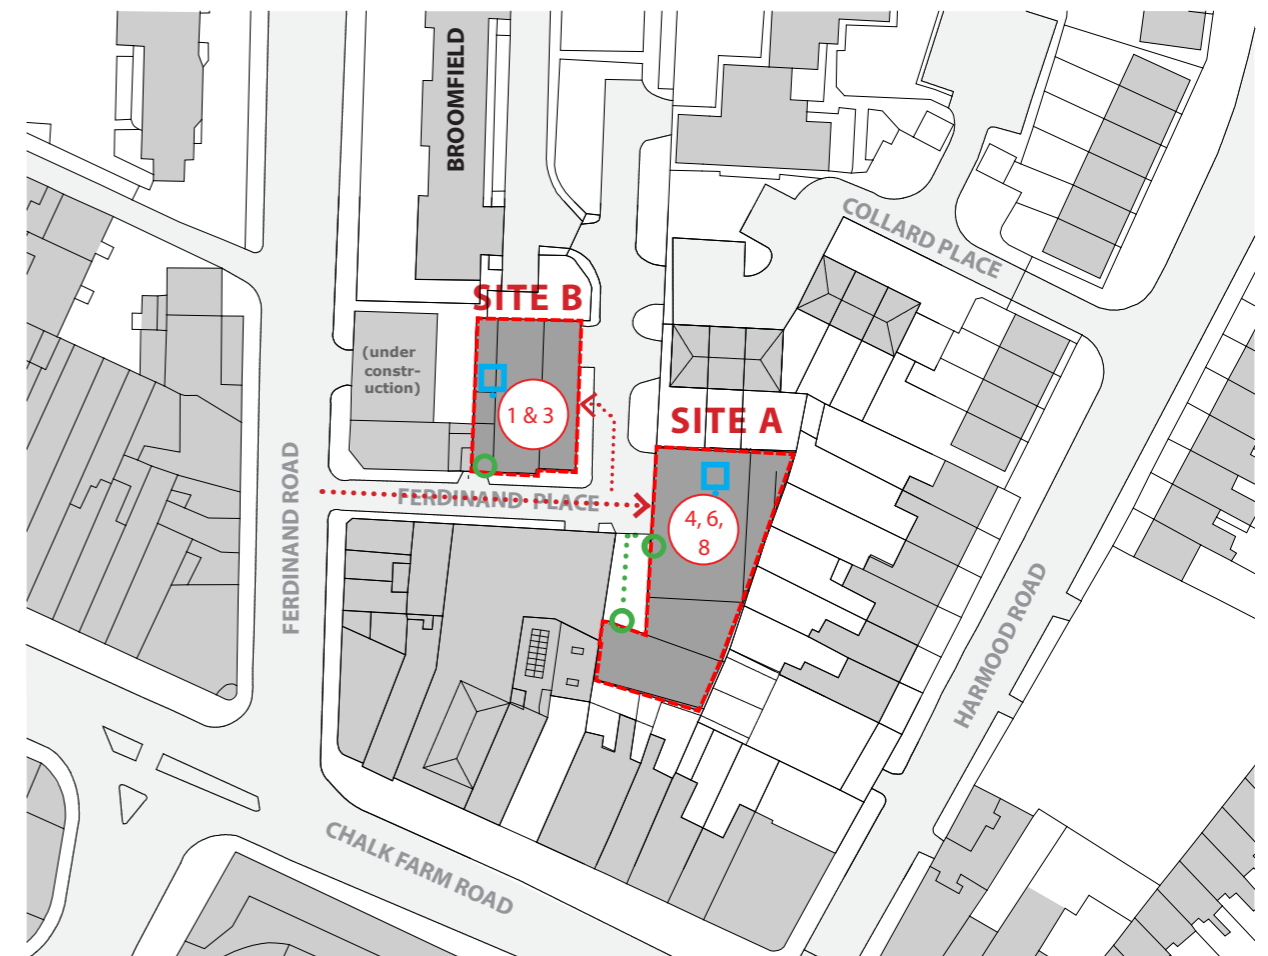 BROOMFIELD
COLLARD PLACE
SITE B
(under
constr-
uction)
1 & 3
SITE A
FERDINAND ROAD
FERDINAND PLACE
4, 6,
8
HARMOOD ROAD
CHALK FARM ROAD